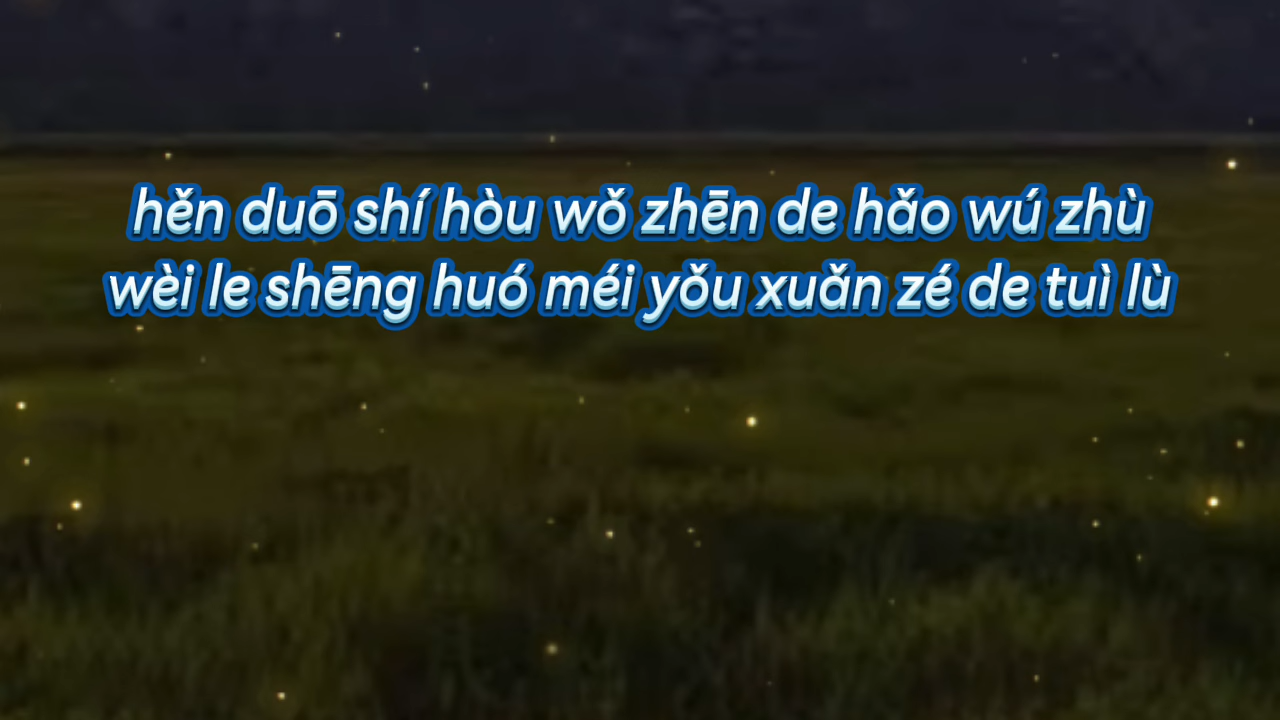 hěn duō shí hòu wǒ zhēn de hǎo wú zhù
wèi le shēng huó méi yǒu xuǎn zé de tuì lù